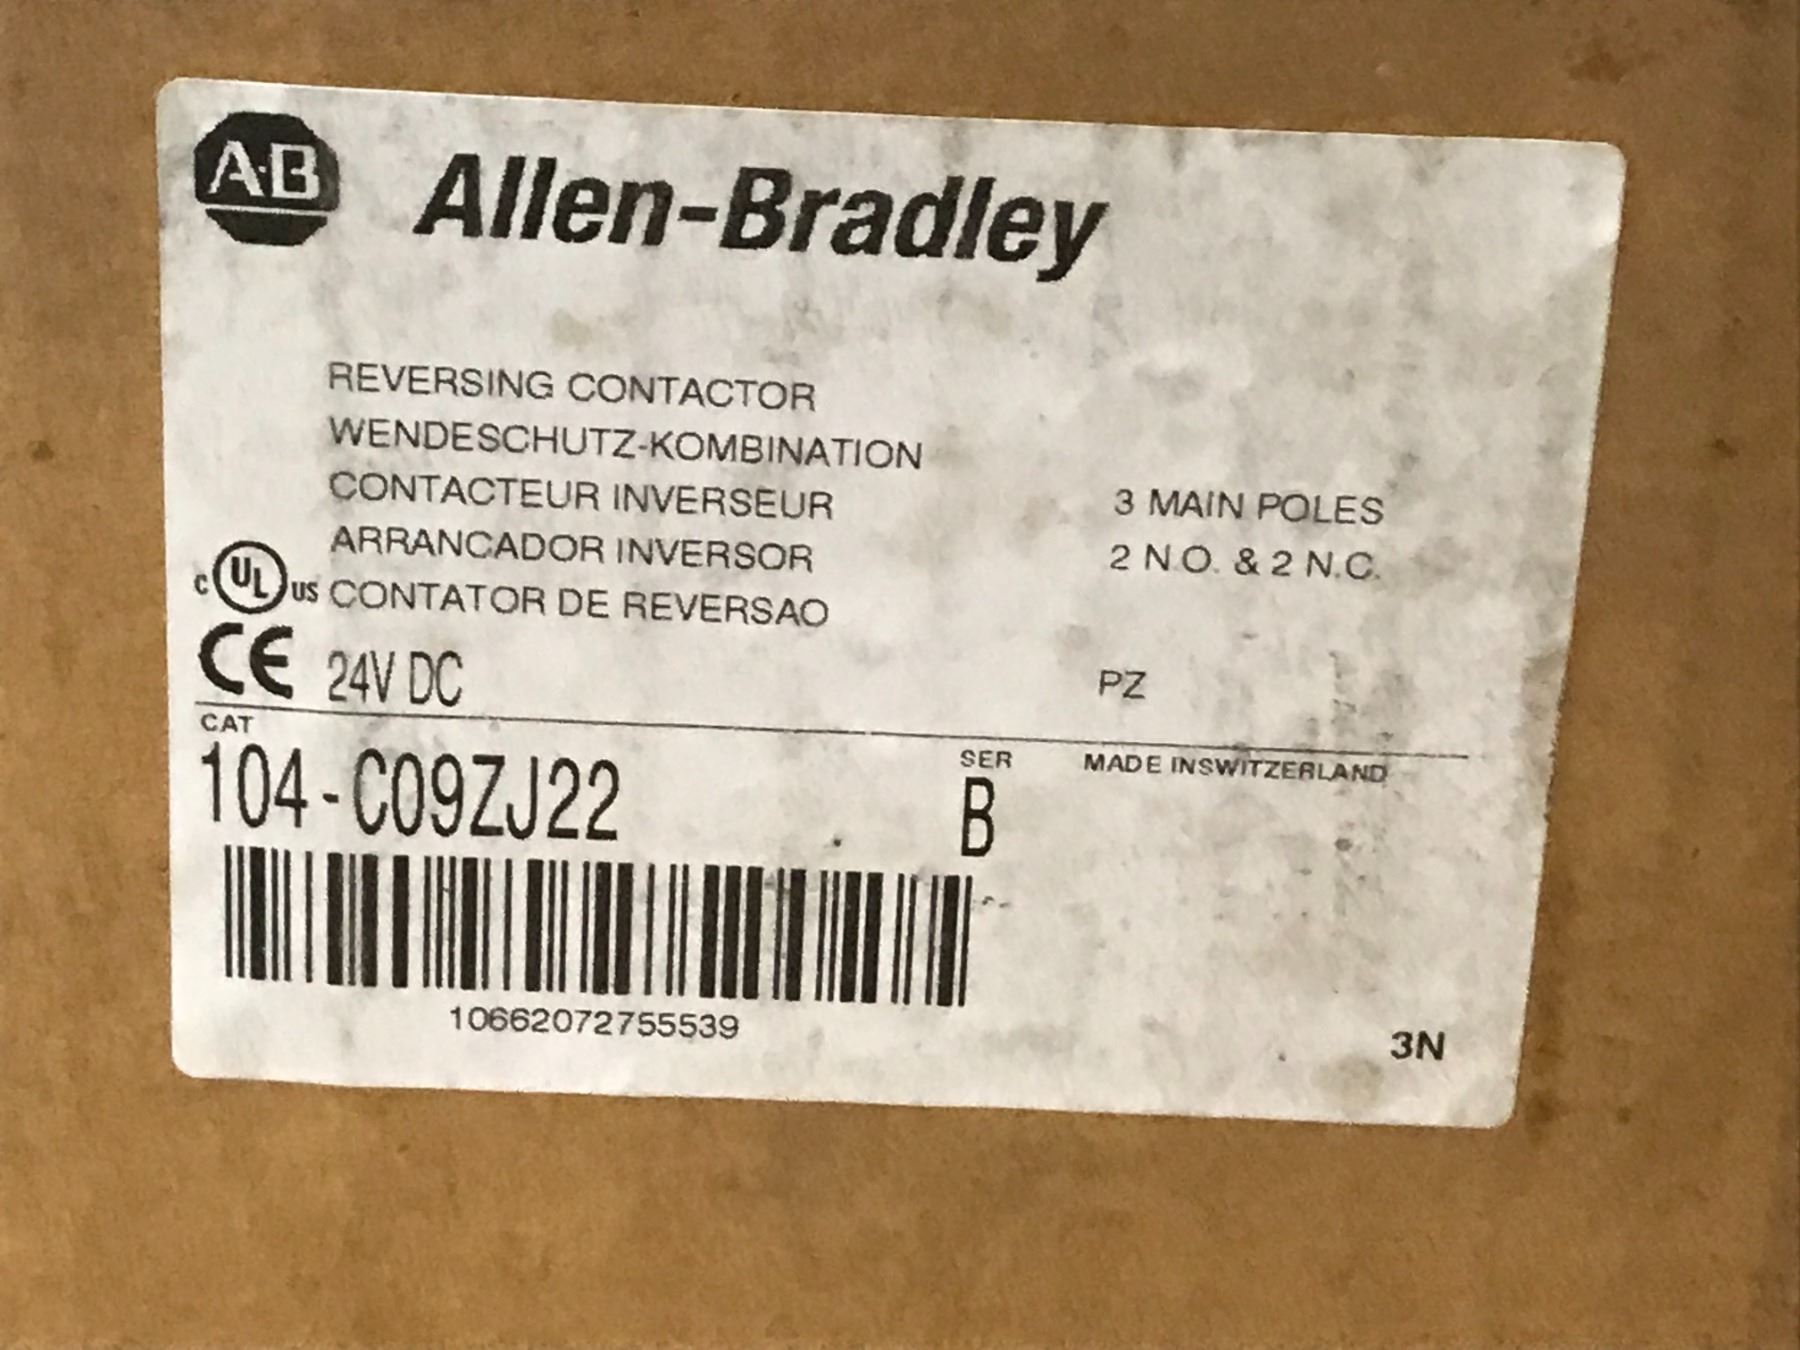 A-B Allen-Bradley
REVERSING CONTACTOR
WENDESCHUTZ-KOMBINATION
CONTACTEUR INVERSEUR 3 MAIN POLES
ARRANCADOR INVERSOR 2 N.O. & 2 N.C.
C UL US CONTATOR DE REVERSAO
CE 24V DC PZ
CAT SER MADE INSWITZERLAND
104-C09ZJ22 B
10662072755539
3N